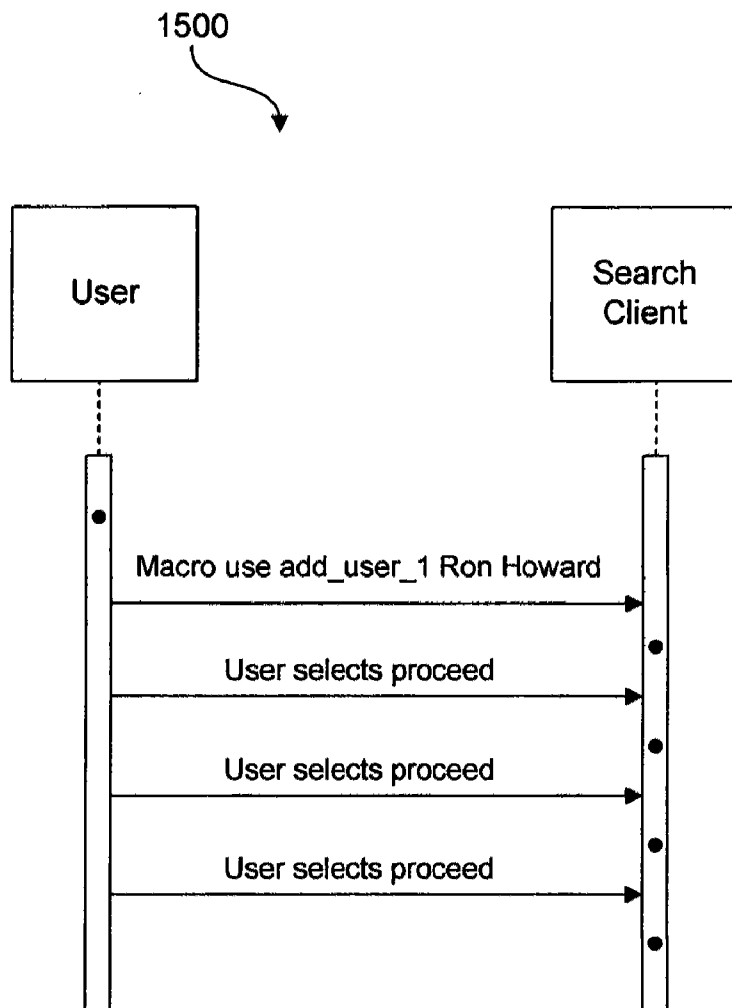 1500
User
Search
Client
Macro use add_user_1 Ron Howard
User selects proceed
User selects proceed
User selects proceed